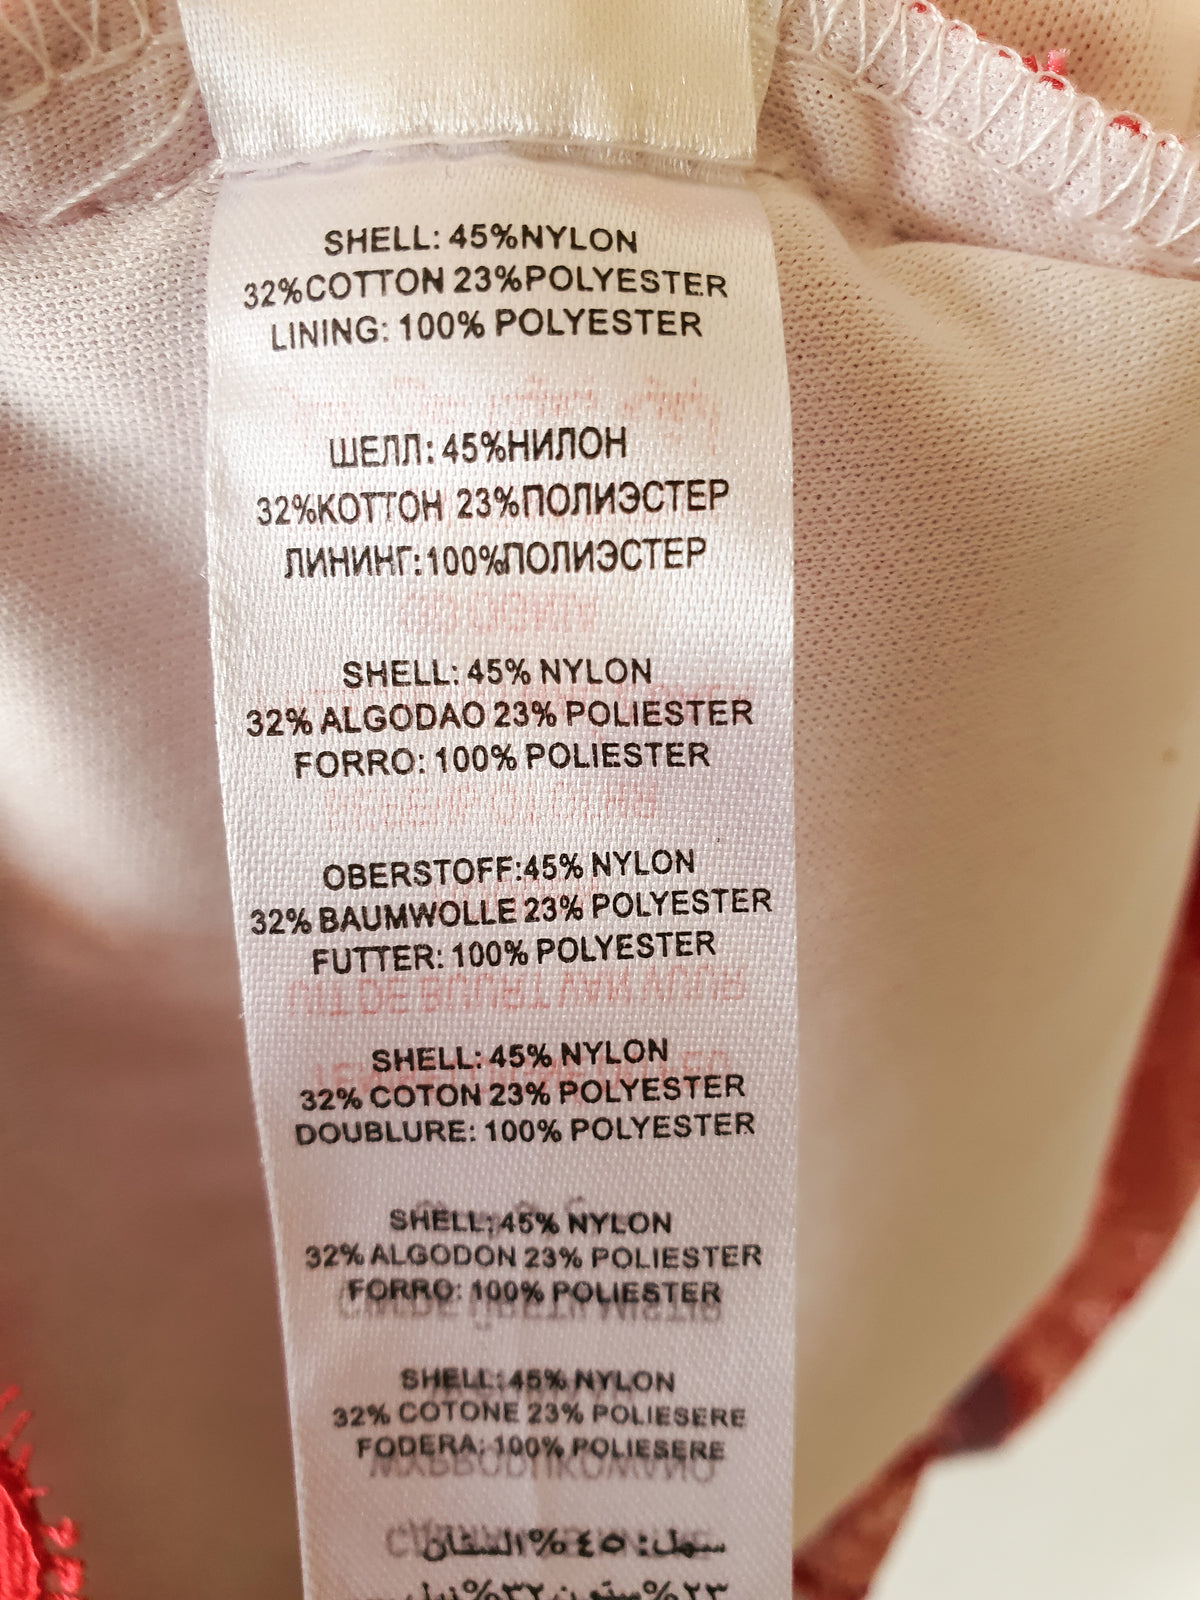 SHELL: 45%NYLON
32%COTTON 23%POLYESTER
LINING: 100% POLYESTER
ШЕЛЛ: 45%НИЛОН
32%КОТТОН 23%ПОЛИЭСТЕР
ЛИНИНГ:100%ПОЛИЭСТЕР
SHELL: 45% NYLON
32% ALGODAO 23% POLIESTER
FORRO: 100% POLIESTER
OBERSTOFF:45% NYLON
32% BAUMWOLLE 23% POLYESTER
FUTTER: 100% POLYESTER
SHELL: 45% NYLON
32% COTON 23% POLYESTER
DOUBLURE: 100% POLYESTER
SHELL: 45% NYLON
32% ALGODON 23% POLIESTER
FORRO: 100% POLIESTER
SHELL: 45% NYLON
32% COTONE 23% POLIESERE
FODERA: 100% POLIESERE